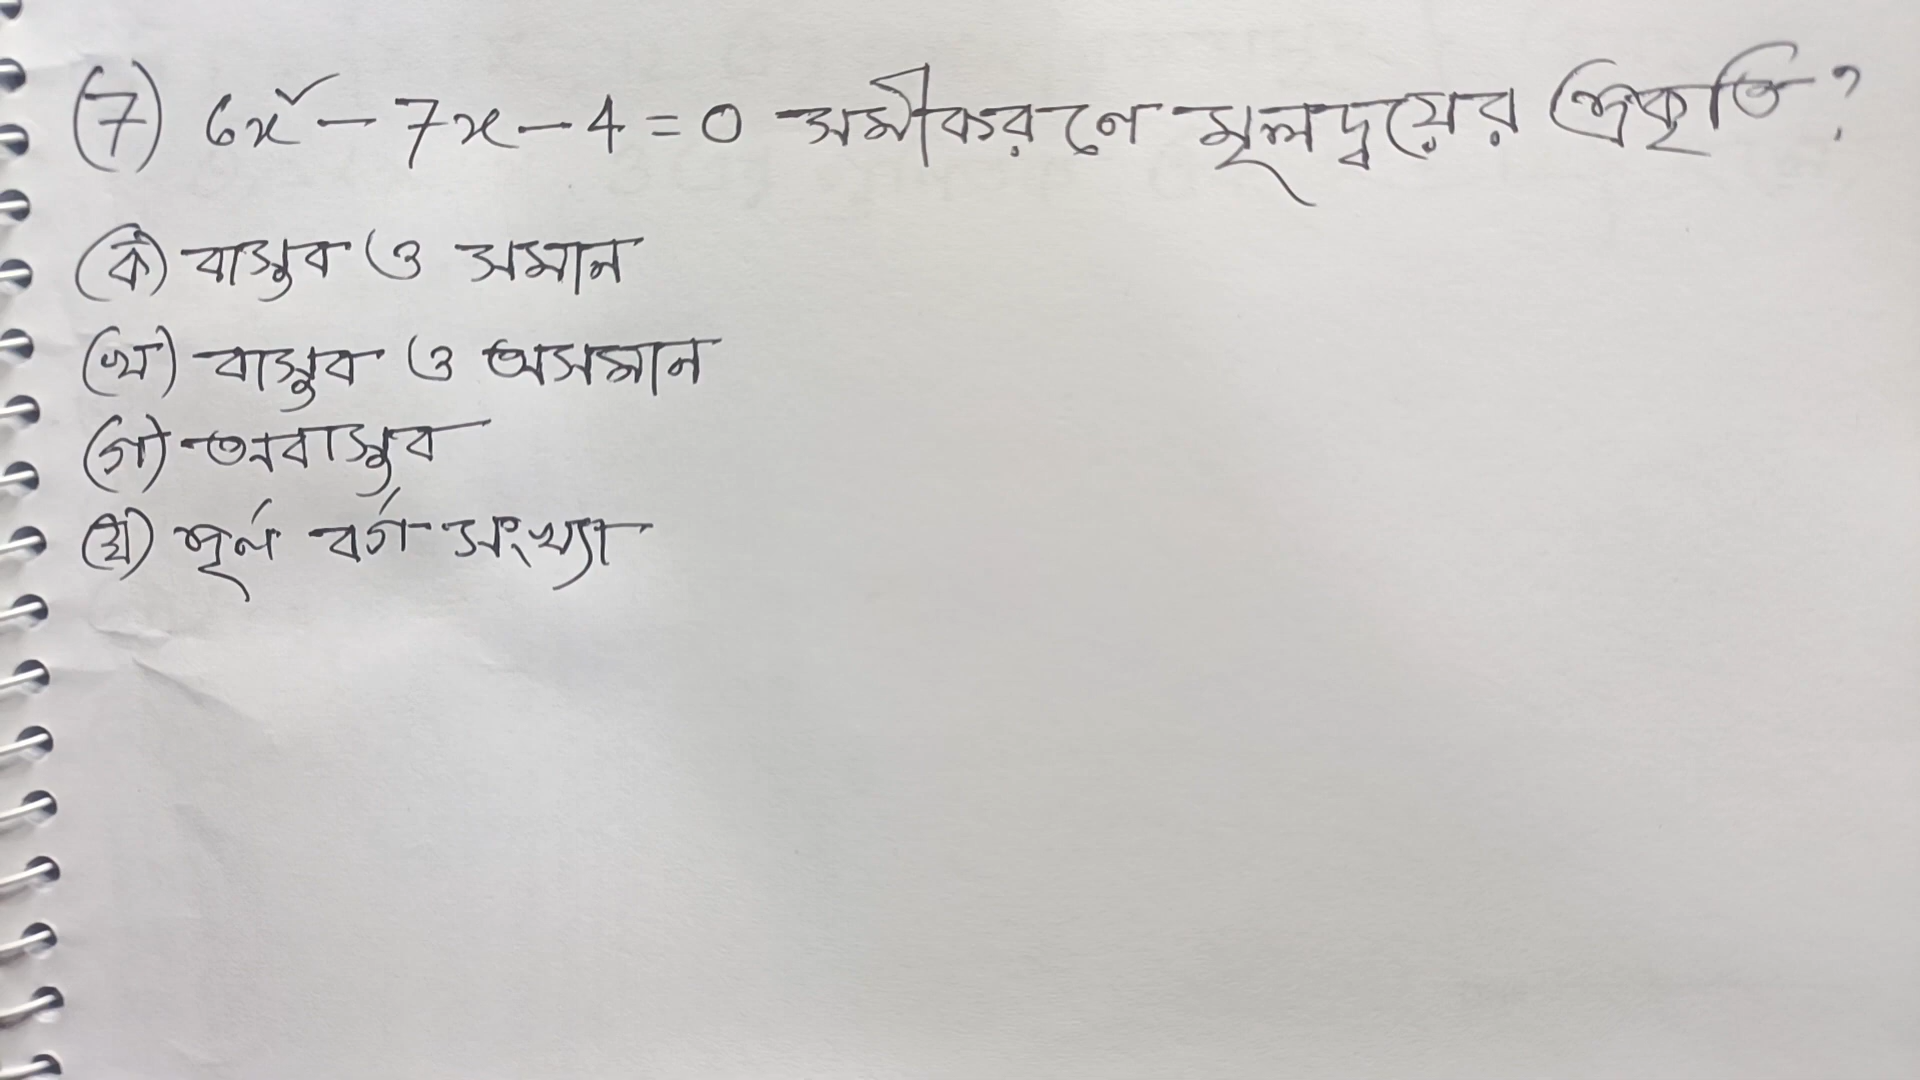 (7) 6x² - 7x - 4 = 0 সমীকরণে মূলদ্বয়ের প্রকৃতি?
(ক) বাস্তব ও সমান
(খ) বাস্তব ও অসমান
(গ) অবাস্তব
(ঘ) পূর্ণ বর্গ সংখ্যা